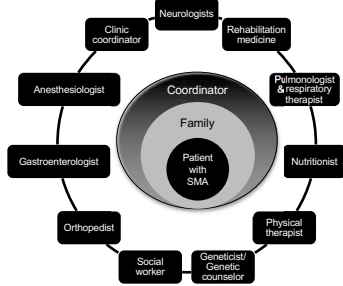 Neurologists
Clinic
coordinator
Rehabilitation
medicine
Anesthesiologist
Coordinator
Pulmonologist
& respiratory
therapist
Family
Gastroenterologist
Patient
with
SMA
Nutritionist
Orthopedist
Physical
therapist
Social
worker
Geneticist/
Genetic
counselor